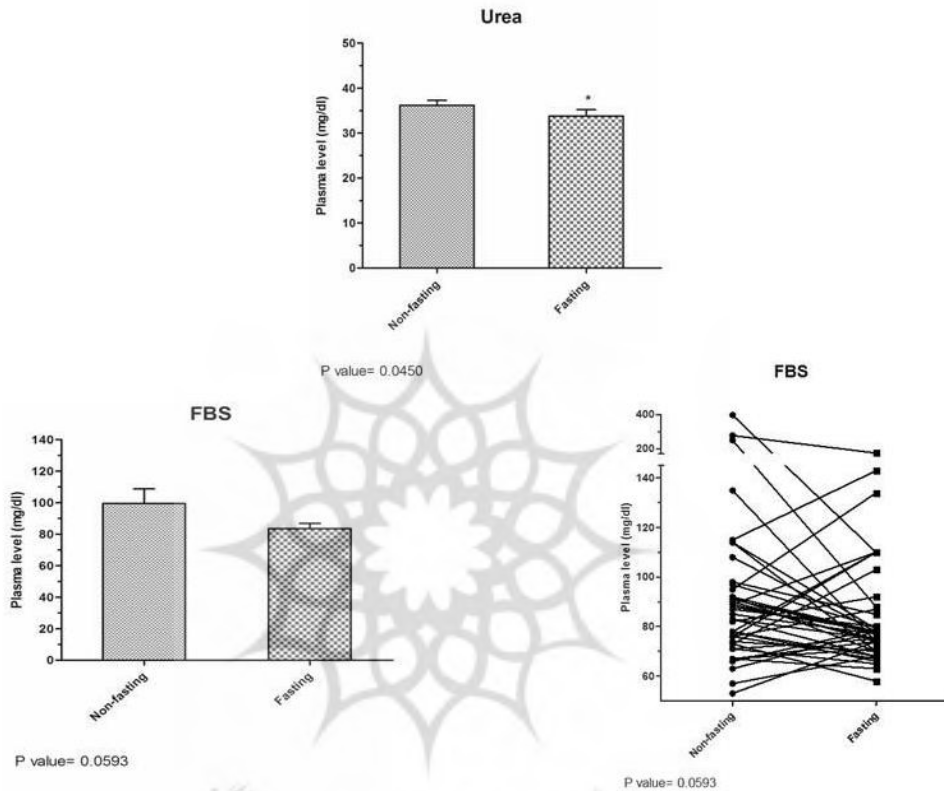 Urea
50
40
30
20
10
0
Plasma level (mg/dl)
*
Non-fasting
Fasting
P value= 0.0450
FBS
140
120
100
80
60
40
20
0
Plasma level (mg/dl)
Non-fasting
Fasting
P value= 0.0593
FBS
400
200
140
120
100
80
60
Plasma level (mg/dl)
Non-fasting
Fasting
P value= 0.0593